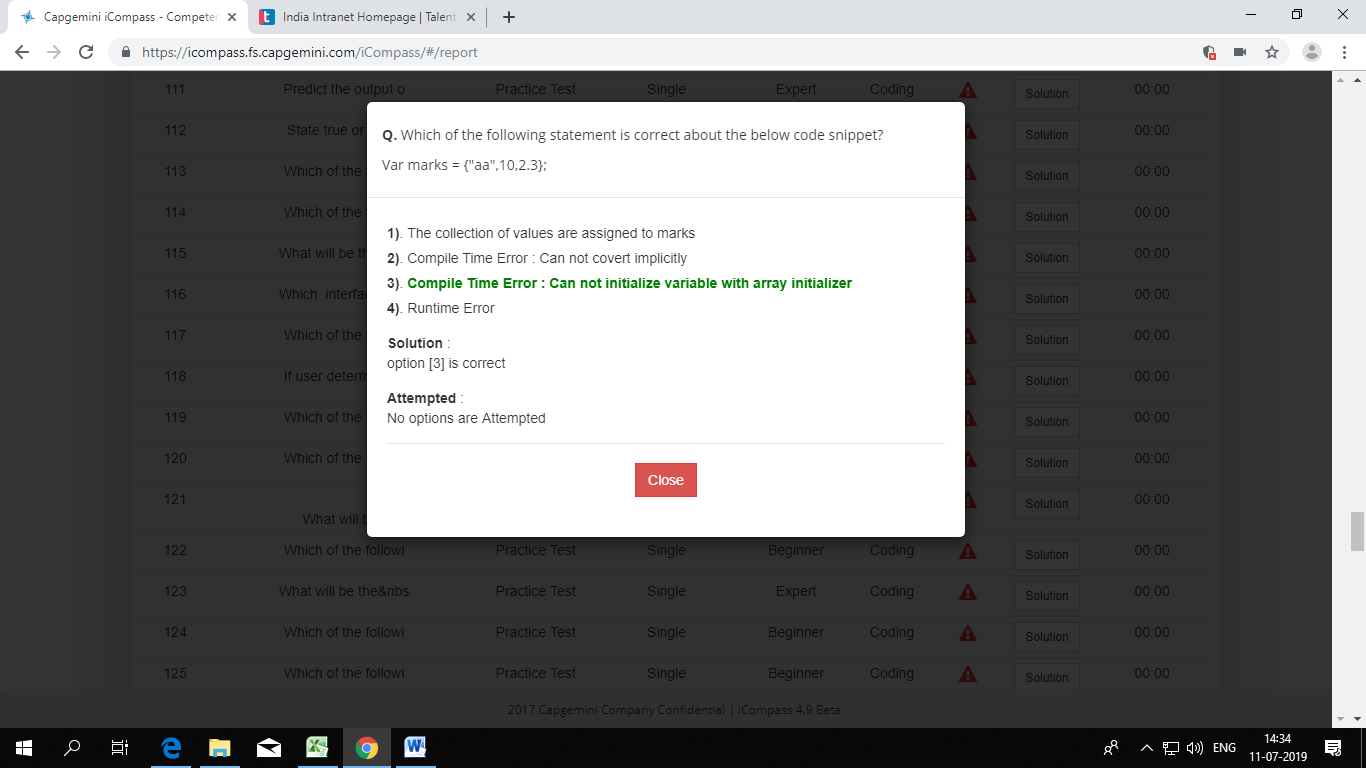 Capgemini iCompass - Competer
India Intranet Homepage | Talent
https://icompass.fs.capgemini.com/iCompass/#/report
111 Predict the output o Practice Test Single Expert Coding Solution 00:00
112 State true or Solution 00:00
113 Which of the Solution 00:00
114 Which of the Solution 00:00
115 What will be th Solution 00:00
116 Which interfa Solution 00:00
117 Which of the Solution 00:00
118 If user determ Solution 00:00
119 Which of the Solution 00:00
120 Which of the Solution 00:00
121 What will b Solution 00:00
Q. Which of the following statement is correct about the below code snippet?
Var marks = {"aa",10,2.3};
1). The collection of values are assigned to marks
2). Compile Time Error : Can not covert implicitly
3). Compile Time Error : Can not initialize variable with array initializer
4). Runtime Error
Solution :
option [3] is correct
Attempted :
No options are Attempted
Close
122 Which of the followi Practice Test Single Beginner Coding Solution 00:00
123 What will be the&nbs Practice Test Single Expert Coding Solution 00:00
124 Which of the followi Practice Test Single Beginner Coding Solution 00:00
125 Which of the followi Practice Test Single Beginner Coding Solution 00:00
2017 Capgemini Company Confidential | iCompass 4.9 Beta
ENG
14:34
11-07-2019